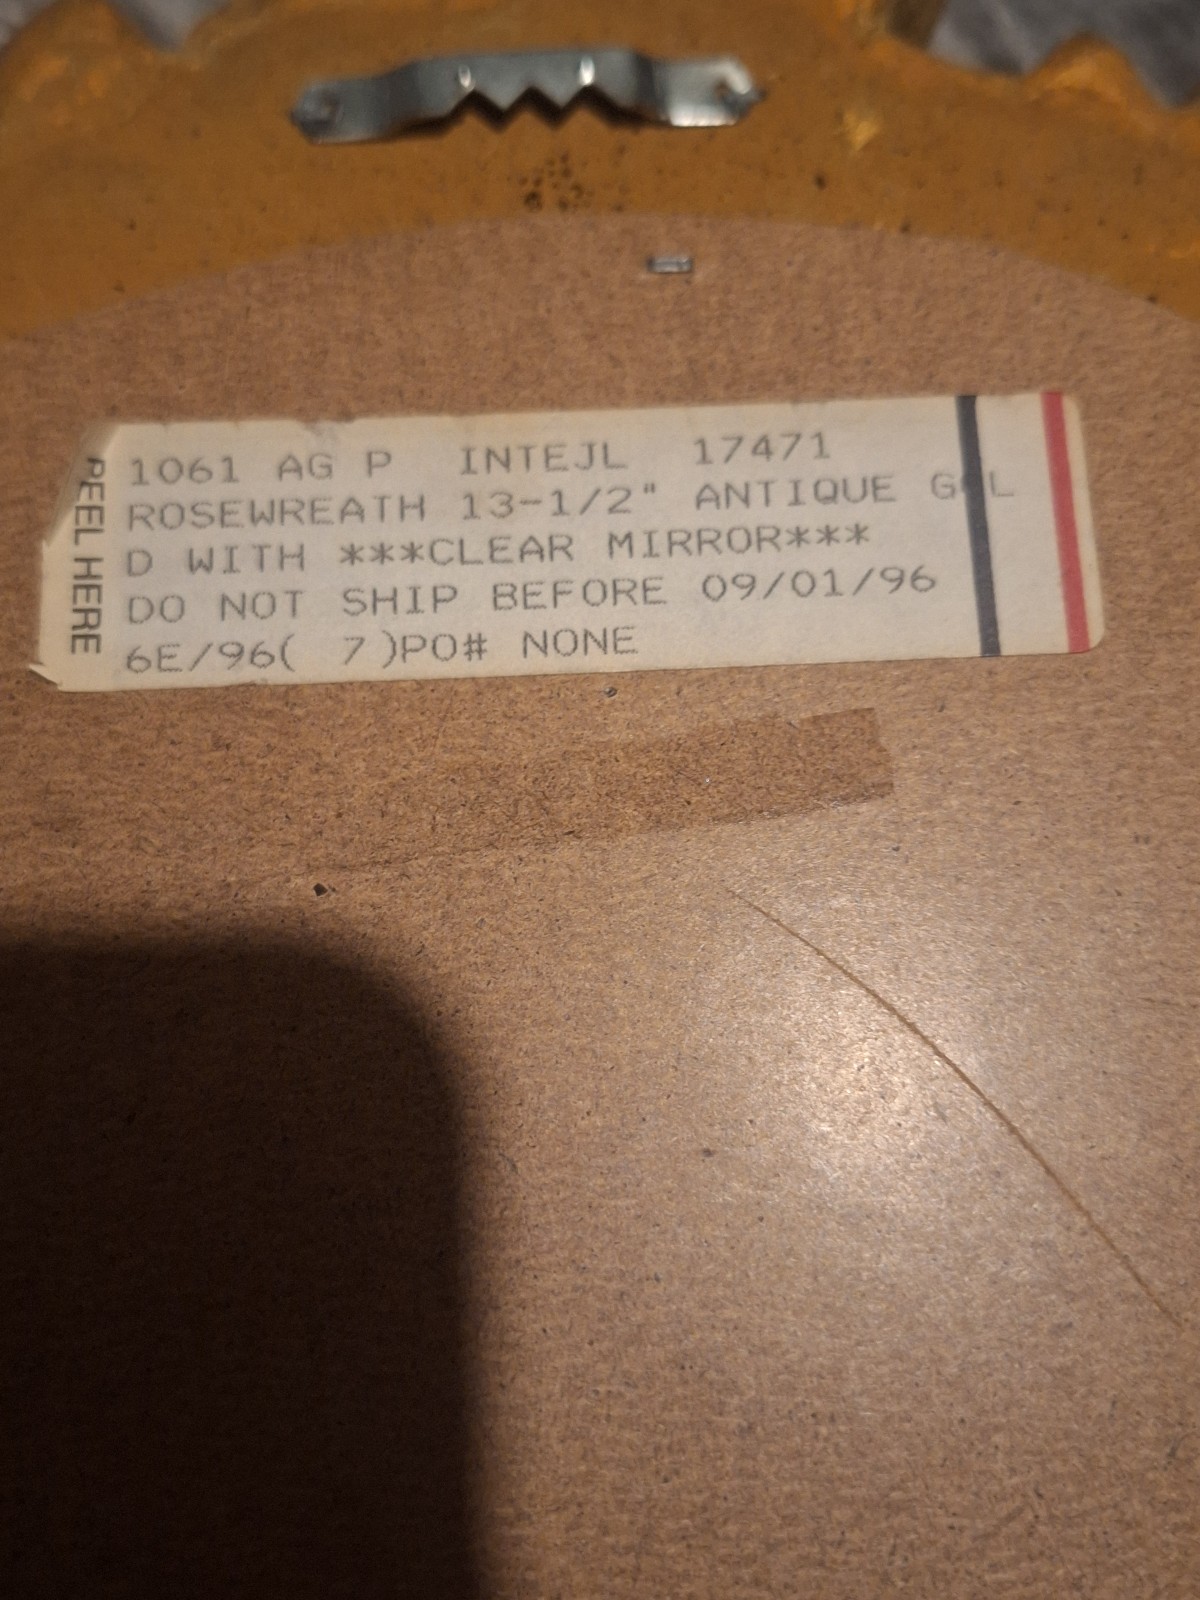 PEEL HERE
1061 AG P INTEJL 17471
ROSEWREATH 13-1/2" ANTIQUE GOL
D WITH ***CLEAR MIRROR***
DO NOT SHIP BEFORE 09/01/96
6E/96( 7 )PO# NONE